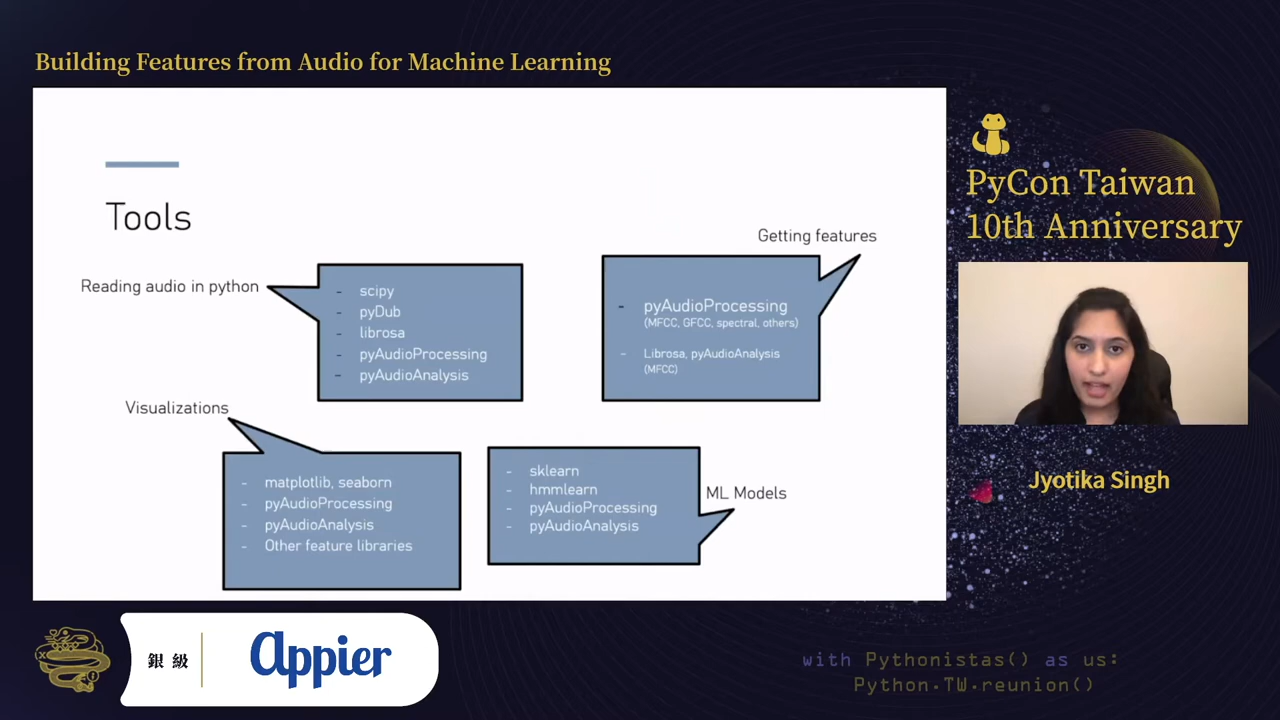 Building Features from Audio for Machine Learning
Tools
Reading audio in python
- scipy
- pyDub
- librosa
- pyAudioProcessing
- pyAudioAnalysis
Getting features
- pyAudioProcessing
(MFCC, GFCC, spectral, others)
- Librosa, pyAudioAnalysis
(MFCC)
Visualizations
- matplotlib, seaborn
- pyAudioProcessing
- pyAudioAnalysis
- Other feature libraries
- sklearn
- hmmlearn
- pyAudioProcessing
- pyAudioAnalysis
ML Models
PyCon Taiwan
10th Anniversary
Jyotika Singh
銀級
appier
with Pythonistas() as us:
Python.TW.reunion()